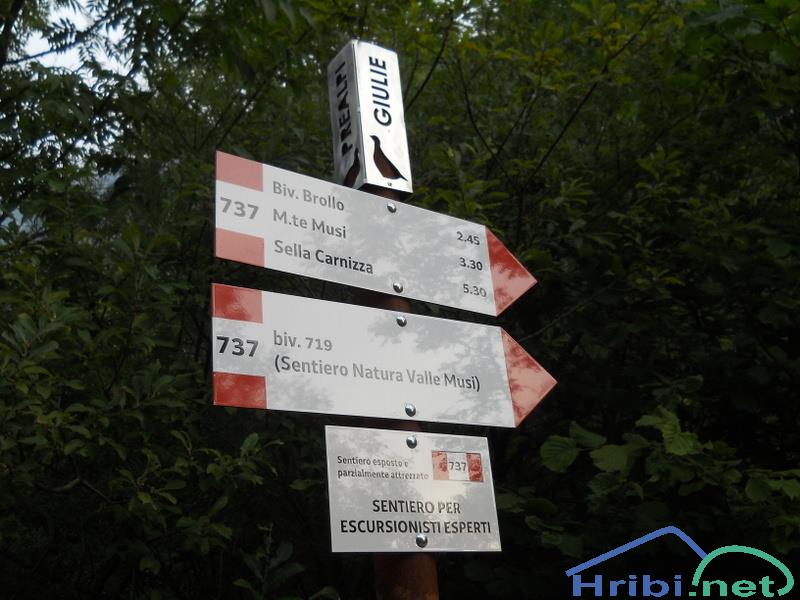 PREALPI
GIULIE
737
Biv. Brollo 2.45
M.te Musi 3.30
Sella Carnizza 5.30
737
biv. 719
(Sentiero Natura Valle Musi)
Sentiero esposto e
parzialmente attrezzato
737
SENTIERO PER
ESCURSIONISTI ESPERTI
Hribi.net